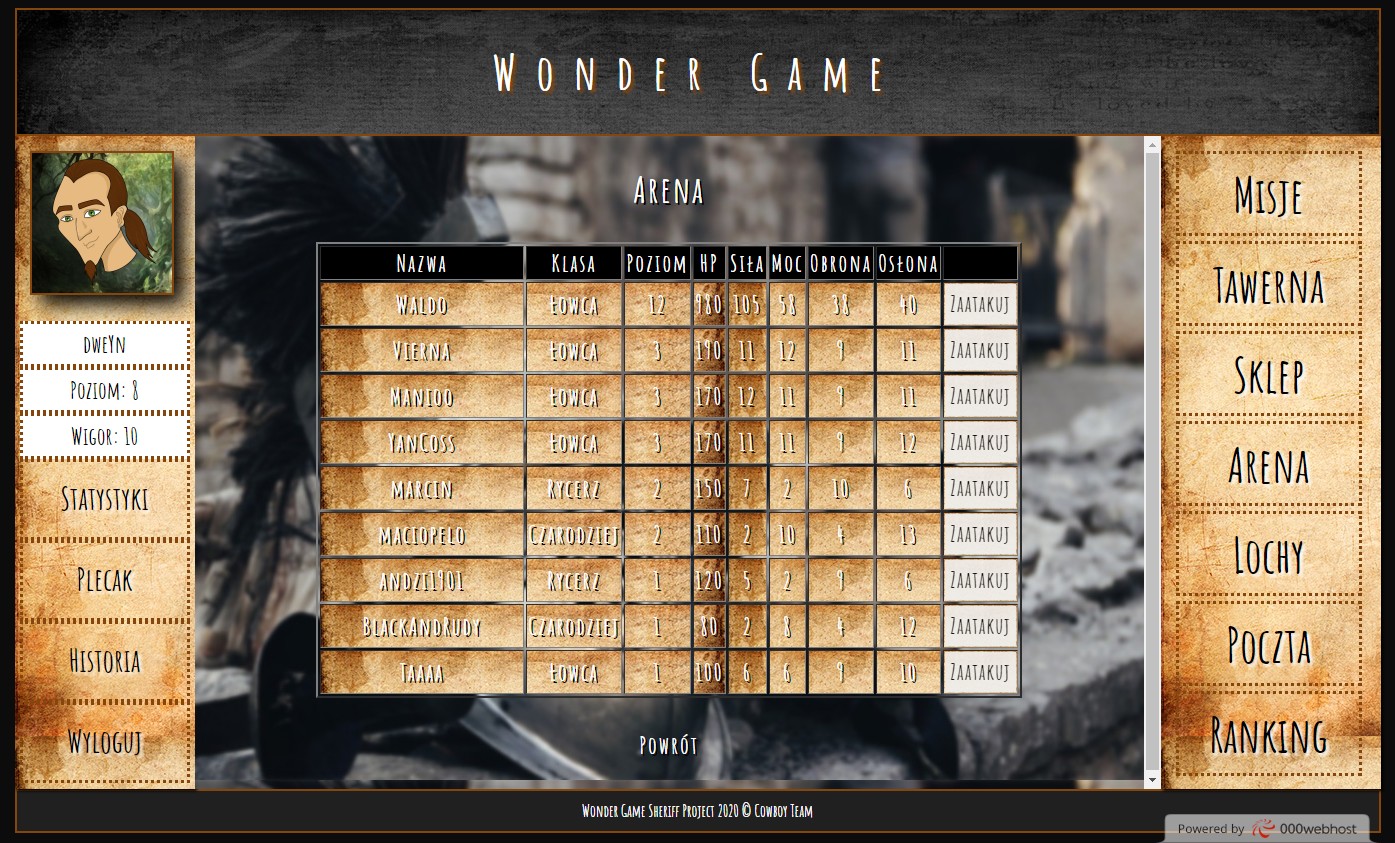 Wonder Game
dweYn
Poziom: 8
Wigor: 10
Statystyki
Plecak
Historia
Wyloguj
Arena
Nazwa Klasa Poziom HP Siła Moc Obrona Osłona
Waldo Łowca 12 980 105 58 38 40 Zaatakuj
Vierna Łowca 3 190 11 12 9 11 Zaatakuj
Manioo Łowca 3 170 12 11 9 11 Zaatakuj
YanCoss Łowca 3 170 11 11 9 12 Zaatakuj
marcin Rycerz 2 150 7 2 10 6 Zaatakuj
maciopelo Czarodziej 2 110 2 10 4 13 Zaatakuj
andzi1901 Rycerz 1 120 5 2 9 6 Zaatakuj
BlackAndRudy Czarodziej 1 80 2 8 4 12 Zaatakuj
Taaaa Łowca 1 100 6 6 9 10 Zaatakuj
Powrót
Misje
Tawerna
Sklep
Arena
Lochy
Poczta
Ranking
Wonder Game Sheriff Project 2020 © Cowboy Team
Powered by 000webhost